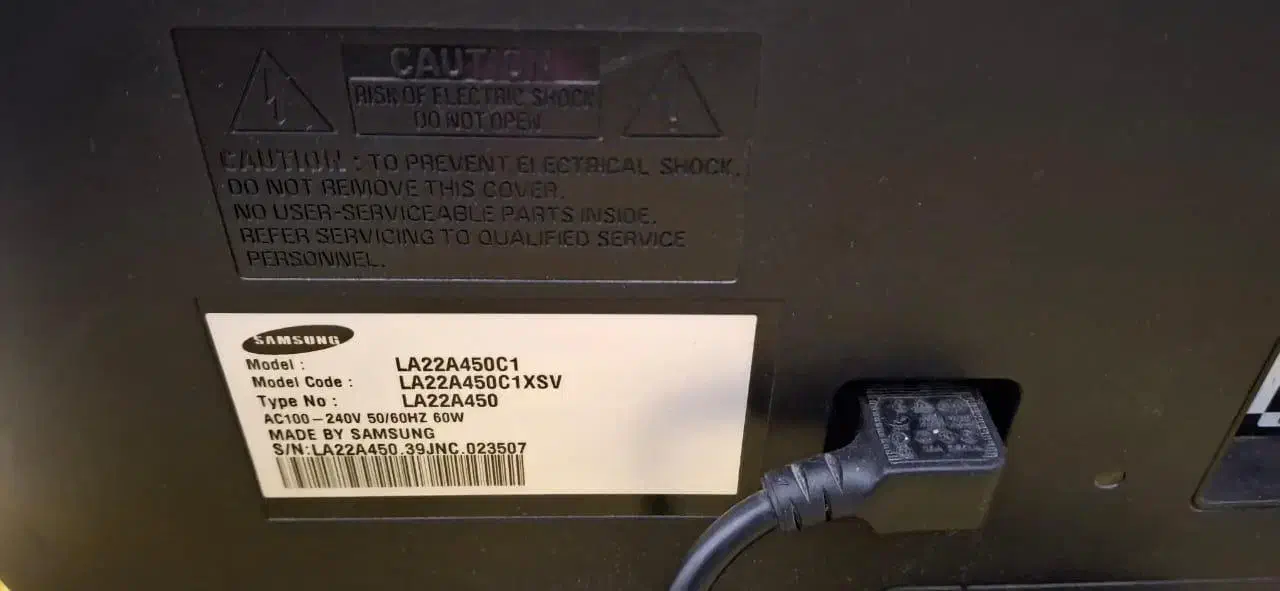 CAUTION
RISK OF ELECTRIC SHOCK
DO NOT OPEN
CAUTION : TO PREVENT ELECTRICAL SHOCK,
DO NOT REMOVE THIS COVER.
NO USER-SERVICEABLE PARTS INSIDE.
REFER SERVICING TO QUALIFIED SERVICE
PERSONNEL.
SAMSUNG
Model : LA22A450C1
Model Code : LA22A450C1XSV
Type No : LA22A450
AC100-240V 50/60HZ 60W
MADE BY SAMSUNG
S/N:LA22A450.39JNC.023507